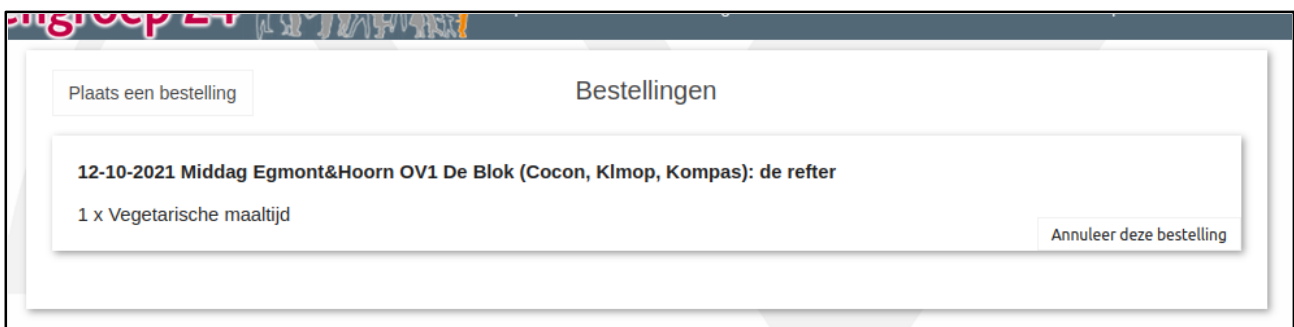 Plaats een bestelling
Bestellingen
12-10-2021 Middag Egmont&Hoorn OV1 De Blok (Cocon, Klmop, Kompas): de refter
1 x Vegetarische maaltijd
Annuleer deze bestelling